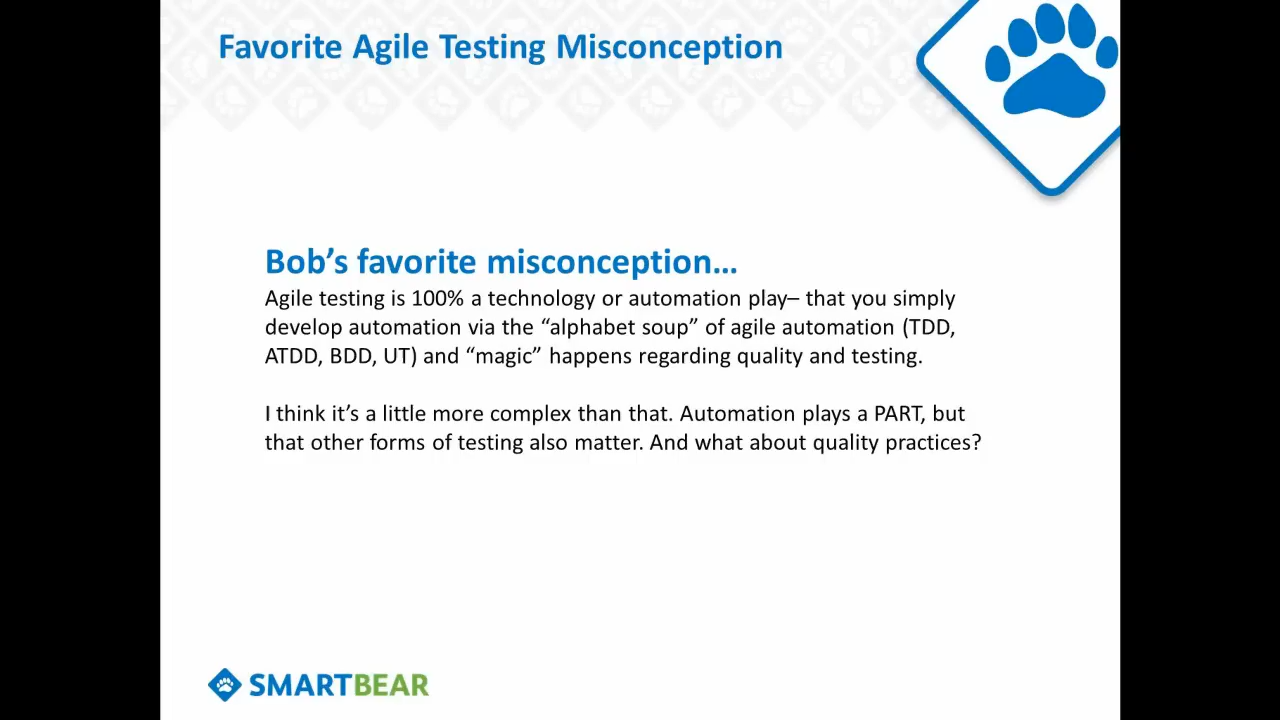 Favorite Agile Testing Misconception
Bob’s favorite misconception…
Agile testing is 100% a technology or automation play– that you simply
develop automation via the “alphabet soup” of agile automation (TDD,
ATDD, BDD, UT) and “magic” happens regarding quality and testing.
I think it’s a little more complex than that. Automation plays a PART, but
that other forms of testing also matter. And what about quality practices?
SMARTBEAR